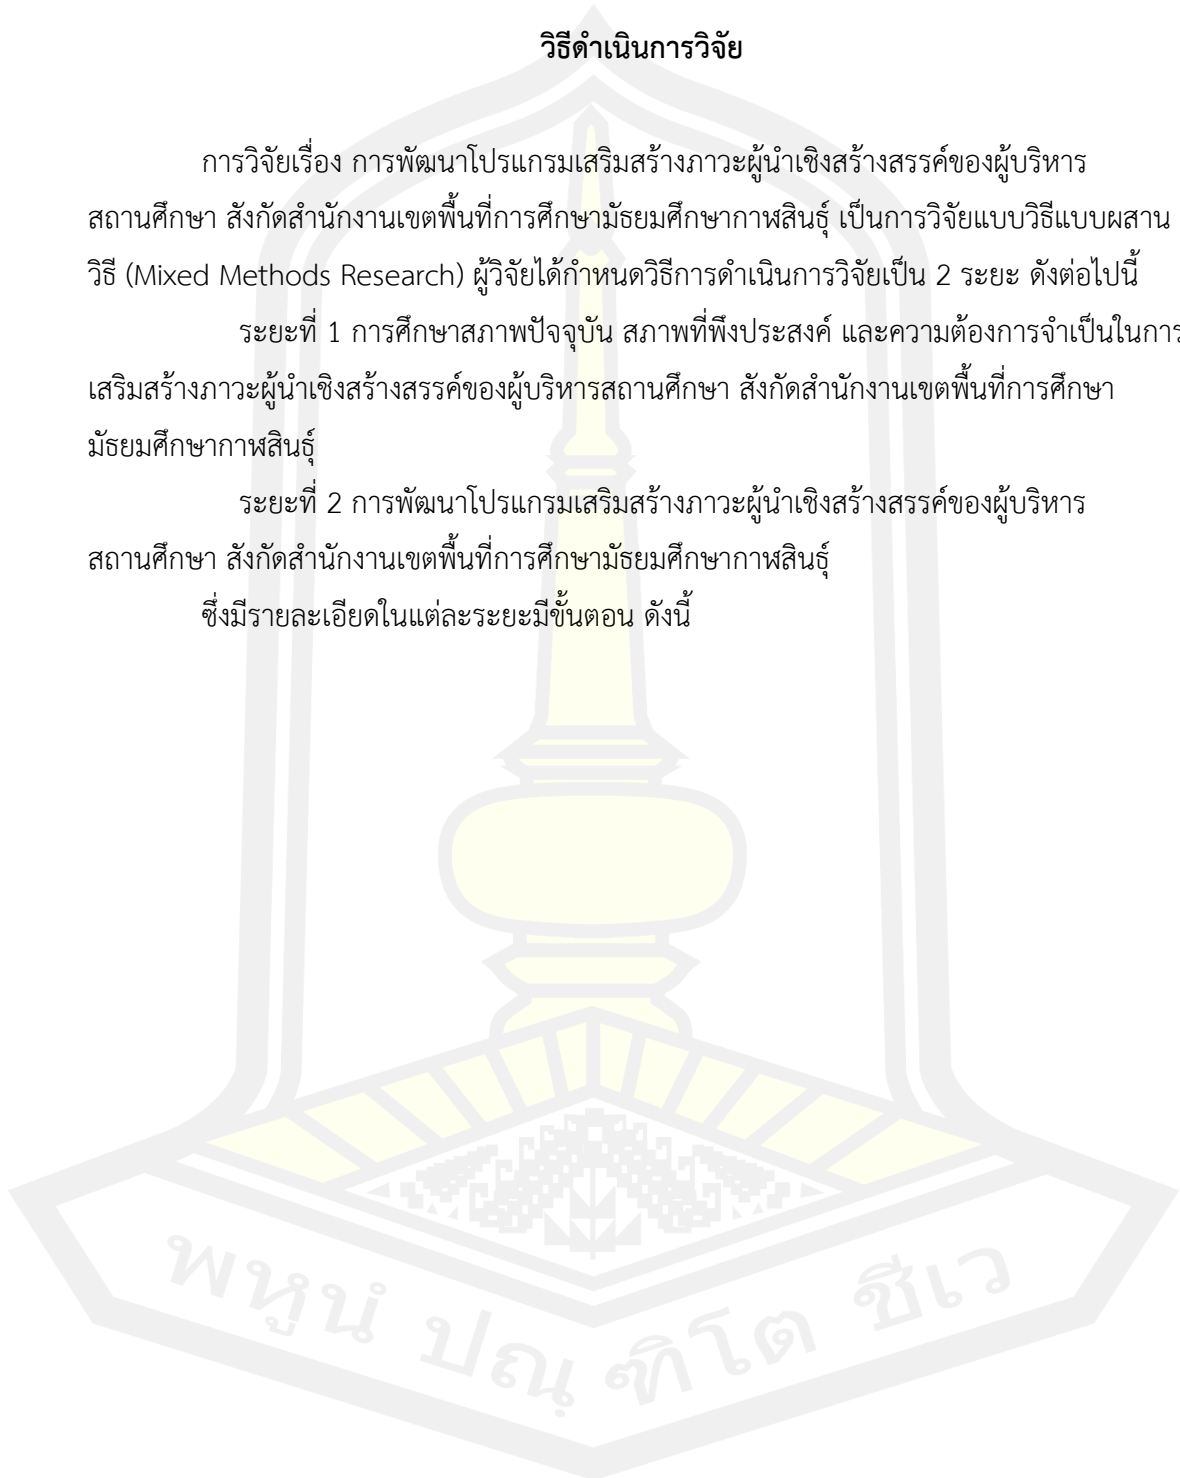 วิธีดำเนินการวิจัย
การวิจัยเรื่อง การพัฒนาโปรแกรมเสริมสร้างภาวะผู้นำเชิงสร้างสรรค์ของผู้บริหาร
สถานศึกษา สังกัดสำนักงานเขตพื้นที่การศึกษามัธยมศึกษากาฬสินธุ์ เป็นการวิจัยแบบวิธีแบบผสาน
วิธี (Mixed Methods Research) ผู้วิจัยได้กำหนดวิธีการดำเนินการวิจัยเป็น 2 ระยะ ดังต่อไปนี้
ระยะที่ 1 การศึกษาสภาพปัจจุบัน สภาพที่พึงประสงค์ และความต้องการจำเป็นในการ
เสริมสร้างภาวะผู้นำเชิงสร้างสรรค์ของผู้บริหารสถานศึกษา สังกัดสำนักงานเขตพื้นที่การศึกษา
มัธยมศึกษากาฬสินธุ์
ระยะที่ 2 การพัฒนาโปรแกรมเสริมสร้างภาวะผู้นำเชิงสร้างสรรค์ของผู้บริหาร
สถานศึกษา สังกัดสำนักงานเขตพื้นที่การศึกษามัธยมศึกษากาฬสินธุ์
ซึ่งมีรายละเอียดในแต่ละระยะมีขั้นตอน ดังนี้
พหูนํ ปณฺฑิโต ชีเว